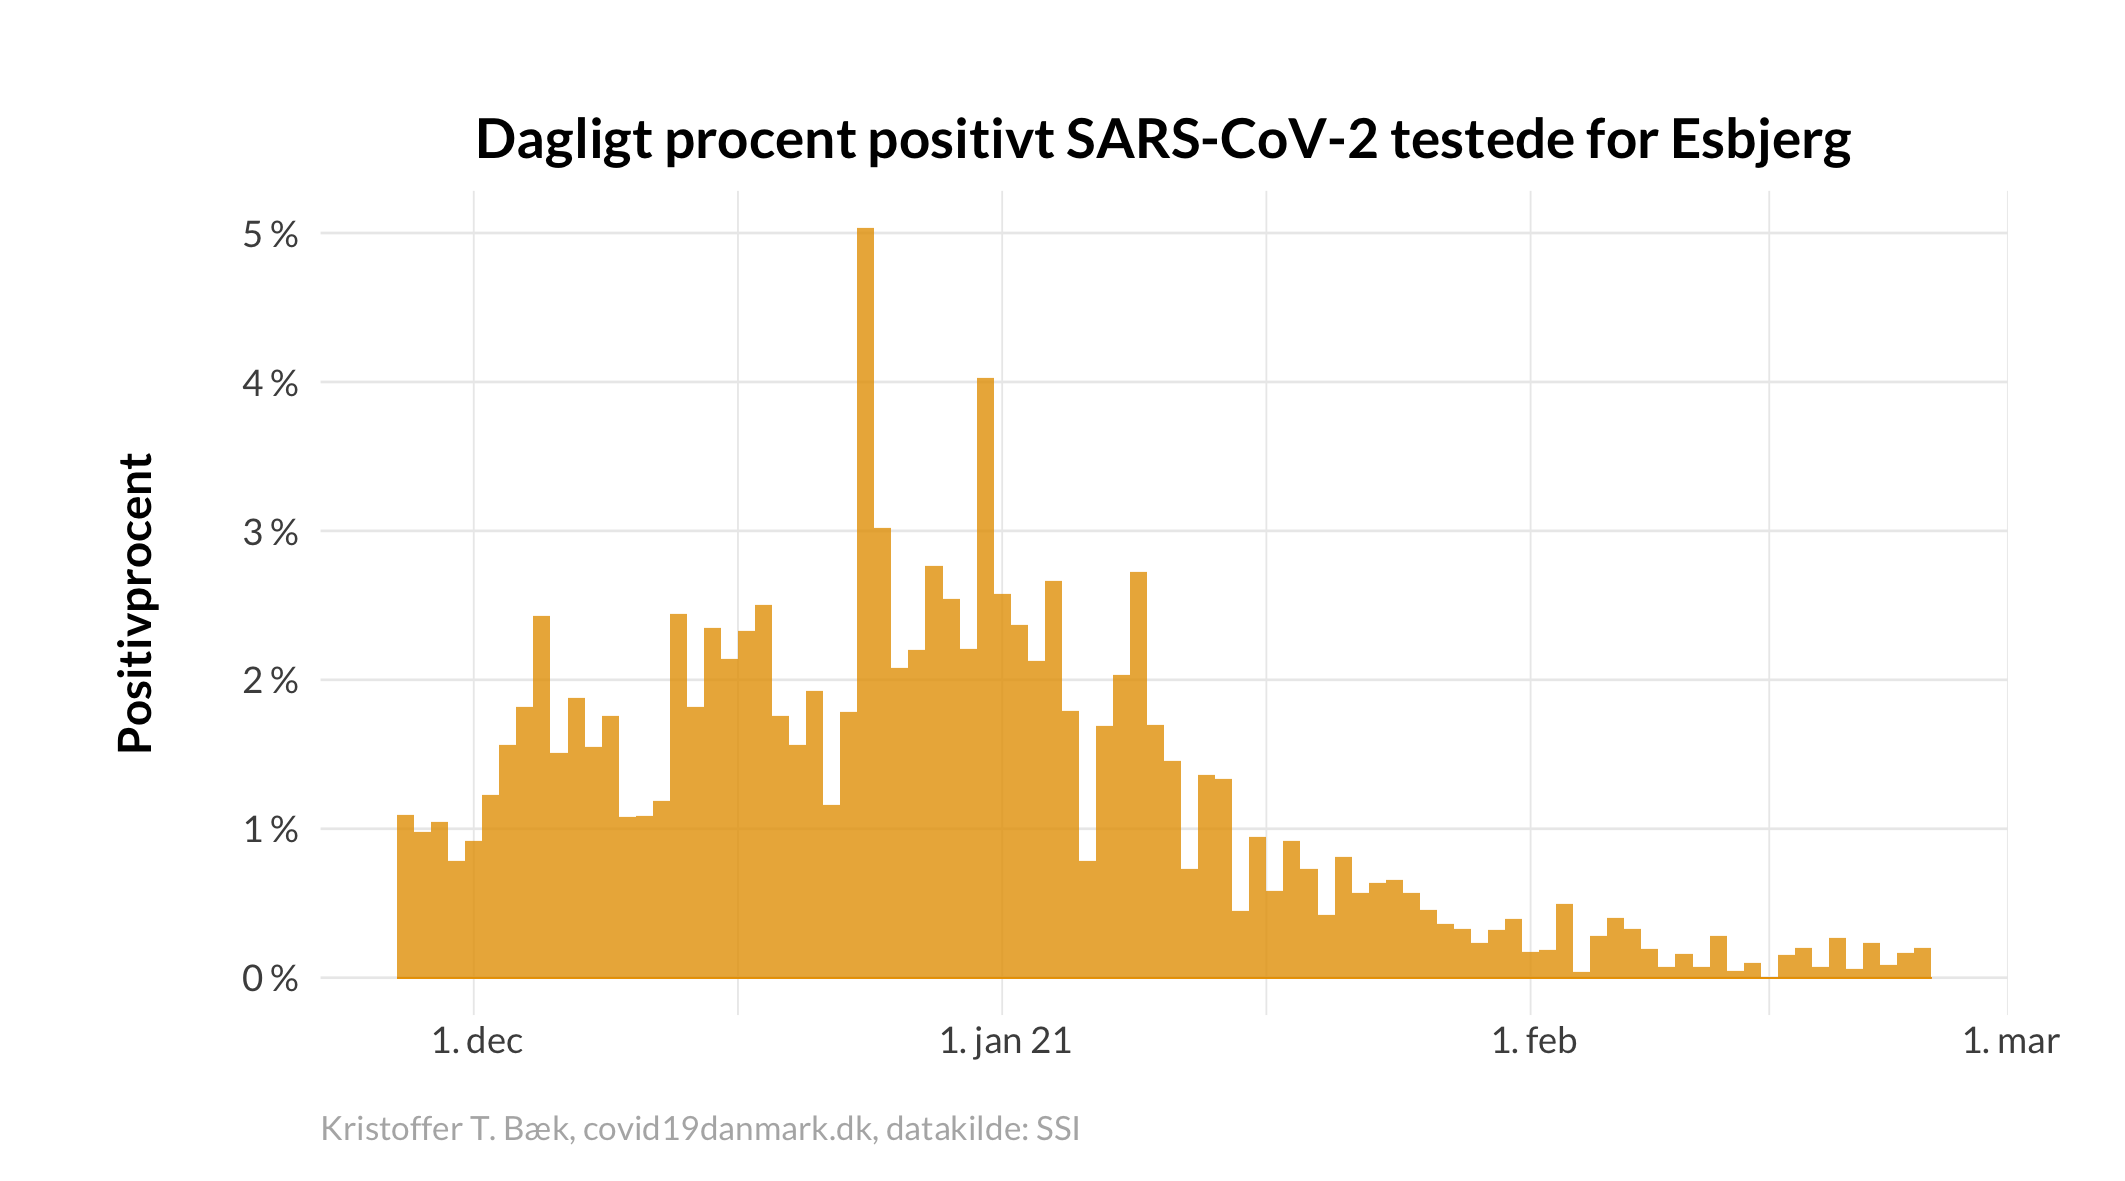 Dagligt procent positivt SARS-CoV-2 testede for Esbjerg
Positivprocent
5 %
4 %
3 %
2 %
1 %
0 %
1. dec
1. jan 21
1. feb
1. mar
Kristoffer T. Bæk, covid19danmark.dk, datakilde: SSI